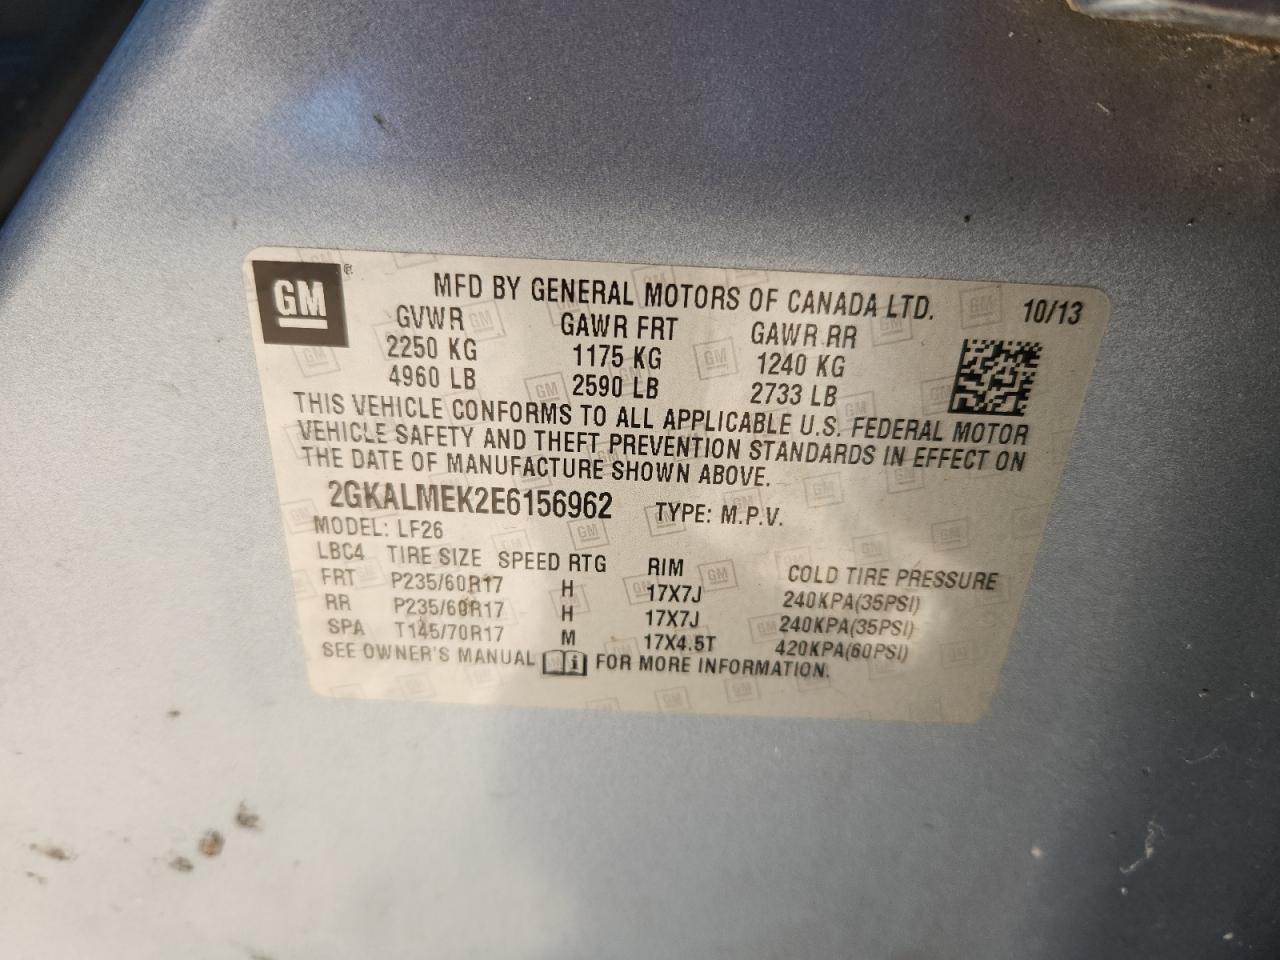 GM
MFD BY GENERAL MOTORS OF CANADA LTD. 10/13
GVWR GAWR FRT GAWR RR
2250 KG 1175 KG 1240 KG
4960 LB 2590 LB 2733 LB
THIS VEHICLE CONFORMS TO ALL APPLICABLE U.S. FEDERAL MOTOR
VEHICLE SAFETY AND THEFT PREVENTION STANDARDS IN EFFECT ON
THE DATE OF MANUFACTURE SHOWN ABOVE.
2GKALMEK2E6156962 TYPE: M.P.V.
MODEL: LF26
LBC4 TIRE SIZE SPEED RTG RIM COLD TIRE PRESSURE
FRT P235/60R17 H 17X7J 240KPA(35PSI)
RR P235/60R17 H 17X7J 240KPA(35PSI)
SPA T145/70R17 M 17X4.5T 420KPA(60PSI)
SEE OWNER'S MANUAL FOR MORE INFORMATION.